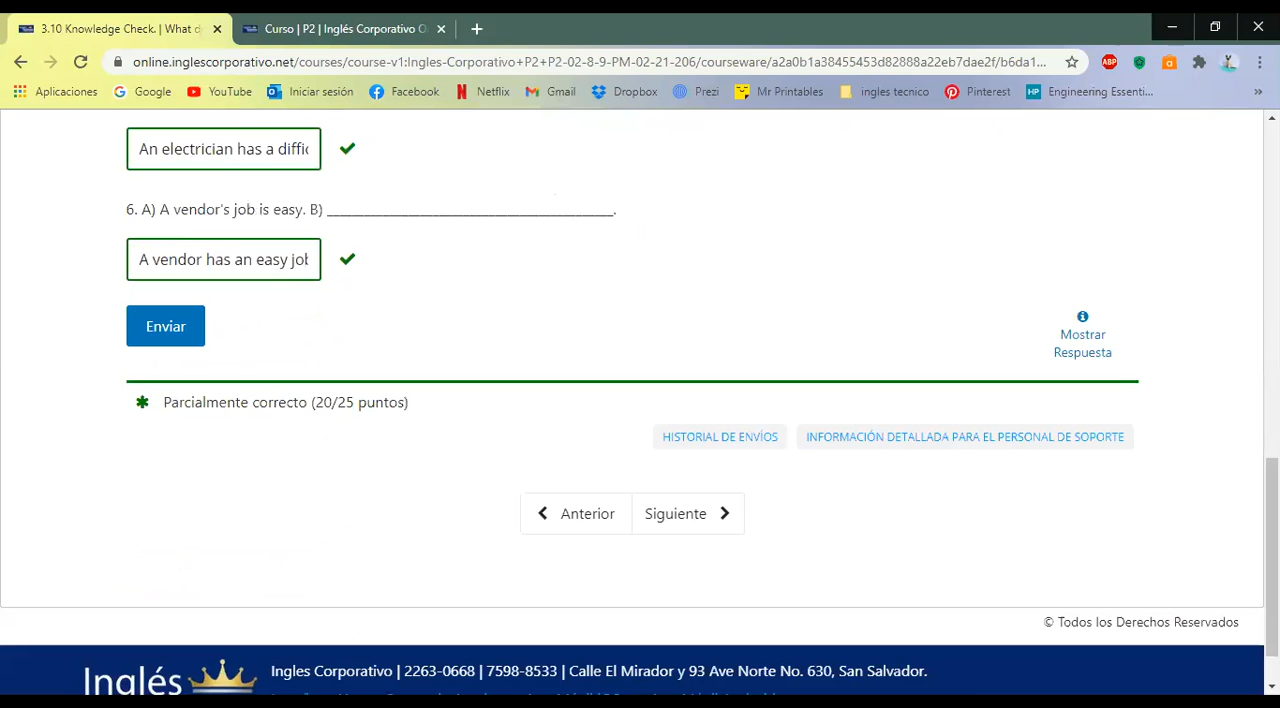 3.10 Knowledge Check. | What d
Curso | P2 | Inglés Corporativo O
online.inglescorporativo.net/courses/course-v1:Ingles-Corporativo+P2+P2-02-8-9-PM-02-21-206/courseware/a2a0b1a38455453d82888a22eb7dae2f/b6da1...
ABP
Aplicaciones Google YouTube Iniciar sesión Facebook Netflix Gmail Dropbox Prezi Mr Printables ingles tecnico Pinterest HP Engineering Essenti... »
An electrician has a diffic
6. A) A vendor's job is easy. B) ______________________________________.
A vendor has an easy job
Enviar
Mostrar
Respuesta
Parcialmente correcto (20/25 puntos)
HISTORIAL DE ENVÍOS INFORMACIÓN DETALLADA PARA EL PERSONAL DE SOPORTE
Anterior Siguiente
© Todos los Derechos Reservados
Inglés
Ingles Corporativo | 2263-0668 | 7598-8533 | Calle El Mirador y 93 Ave Norte No. 630, San Salvador.